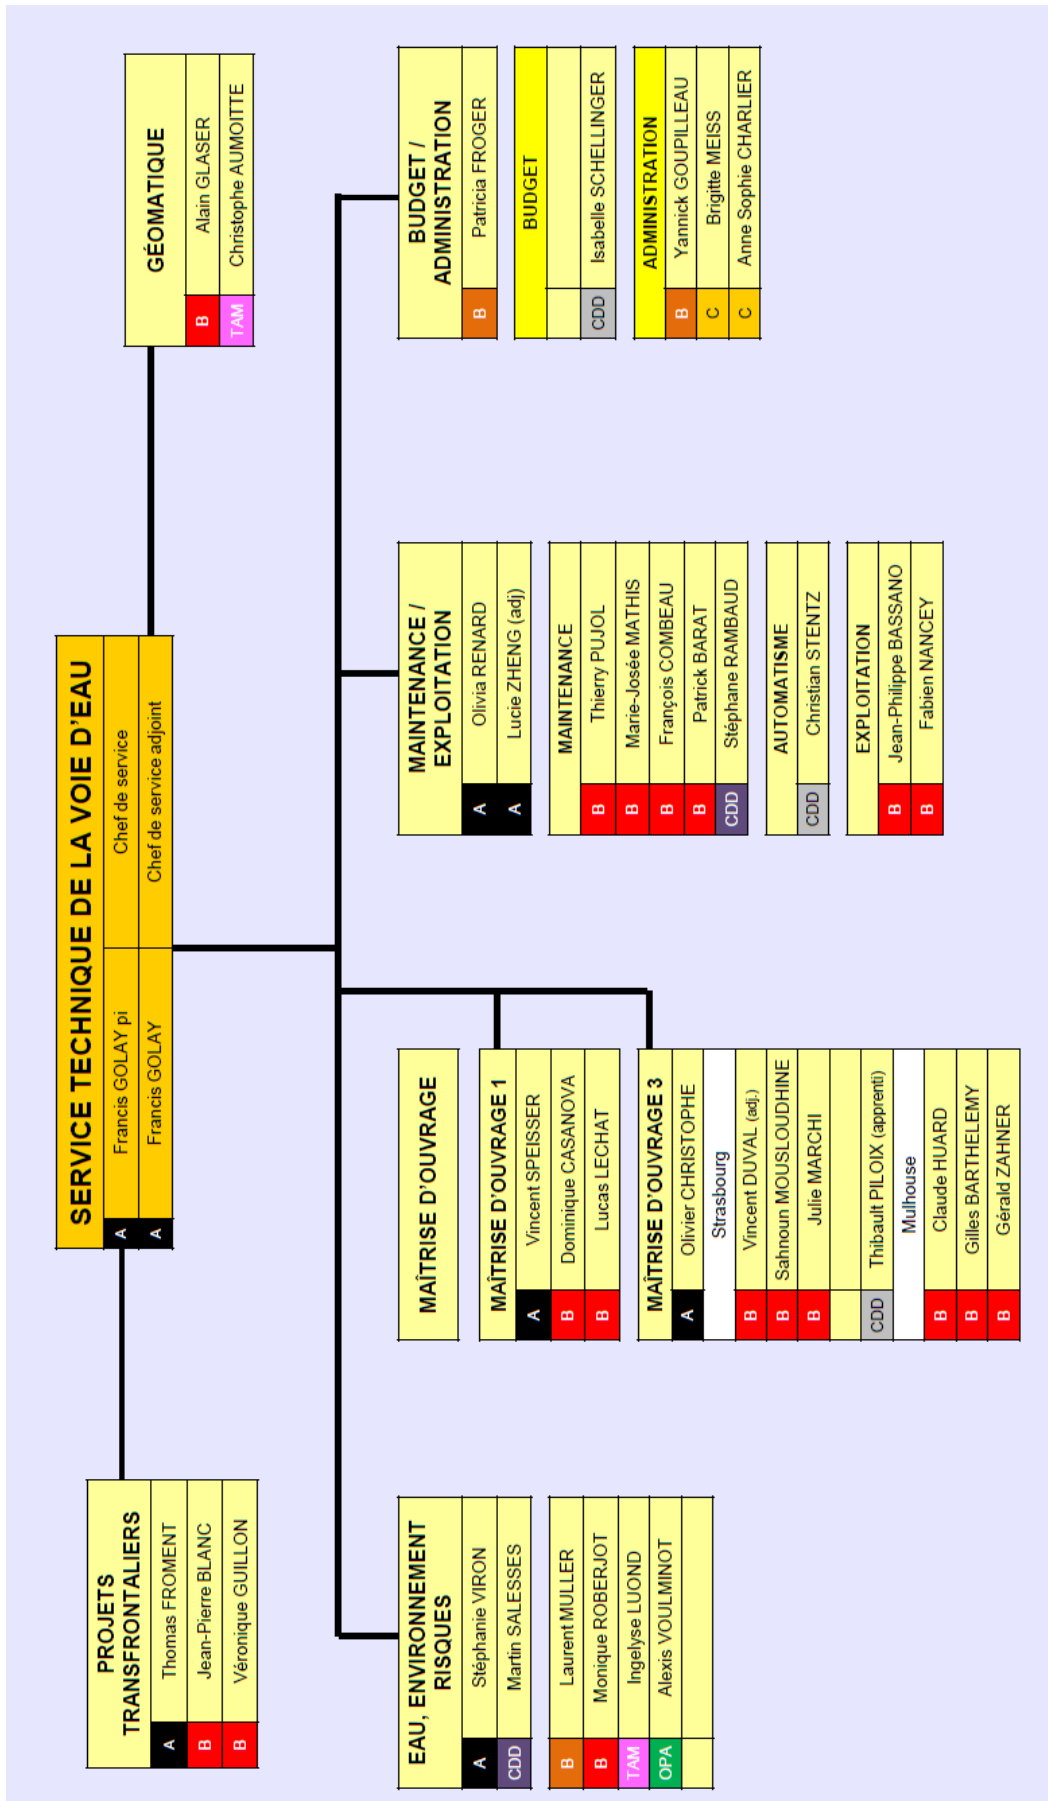 SERVICE TECHNIQUE DE LA VOIE D'EAU
A Francis GOLAY pi Chef de service
A Francis GOLAY Chef de service adjoint
PROJETS
TRANSFRONTALIERS
A Thomas FROMENT
B Jean-Pierre BLANC
B Véronique GUILLON
GÉOMATIQUE
B Alain GLASER
TAM Christophe AUMOITTE
EAU, ENVIRONNEMENT
RISQUES
A Stéphanie VIRON
CDD Martin SALESSES
B Laurent MULLER
B Monique ROBERJOT
TAM Ingelyse LUOND
OPA Alexis VOULMINOT
MAÎTRISE D'OUVRAGE
MAÎTRISE D'OUVRAGE 1
A Vincent SPEISSER
B Dominique CASANOVA
B Lucas LECHAT
MAÎTRISE D'OUVRAGE 3
A Olivier CHRISTOPHE
Strasbourg
B Vincent DUVAL (adj.)
B Sahnoun MOUSLOUDHINE
B Julie MARCHI
CDD Thibault PILOIX (apprenti)
Mulhouse
B Claude HUARD
B Gilles BARTHELEMY
B Gérald ZAHNER
MAINTENANCE /
EXPLOITATION
A Olivia RENARD
A Lucie ZHENG (adj)
MAINTENANCE
B Thierry PUJOL
B Marie-Josée MATHIS
B François COMBEAU
B Patrick BARAT
CDD Stéphane RAMBAUD
AUTOMATISME
CDD Christian STENTZ
EXPLOITATION
B Jean-Philippe BASSANO
B Fabien NANCEY
BUDGET /
ADMINISTRATION
B Patricia FROGER
BUDGET
CDD Isabelle SCHELLINGER
ADMINISTRATION
B Yannick GOUPILLEAU
C Brigitte MEISS
C Anne Sophie CHARLIER